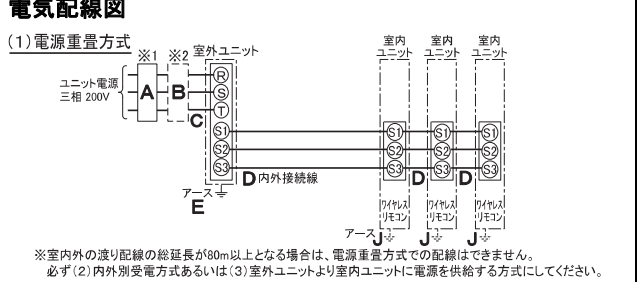 電気配線図
(1)電源重畳方式
※1 ※2 室外ユニット 室内ユニット 室内ユニット 室内ユニット
ユニット電源
三相 200V
A B R
S
T
C
S1 S1 S1 S1
S2 S2 S2 S2
S3 S3 S3 S3
D 内外接続線 D D
アース
E
ワイヤレスリモコン ワイヤレスリモコン ワイヤレスリモコン
アース J J J
※室内外の渡り配線の総延長が80m以上となる場合は、電源重畳方式での配線はできません。
必ず(2)内外別受電方式あるいは(3)室外ユニットより室内ユニットに電源を供給する方式にしてください。